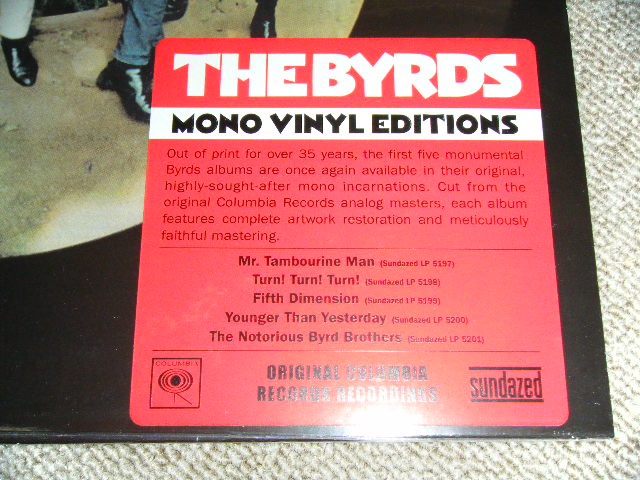 THE BYRDS
MONO VINYL EDITIONS
Out of print for over 35 years, the first five monumental
Byrds albums are once again available in their original,
highly-sought-after mono incarnations. Cut from the
original Columbia Records analog masters, each album
features complete artwork restoration and meticulously
faithful mastering.
Mr. Tambourine Man (Sundazed LP 5197)
Turn! Turn! Turn! (Sundazed LP 5198)
Fifth Dimension (Sundazed LP 5199)
Younger Than Yesterday (Sundazed LP 5200)
The Notorious Byrd Brothers (Sundazed LP 5201)
COLUMBIA
ORIGINAL COLUMBIA
RECORDS RECORDINGS
sundazed